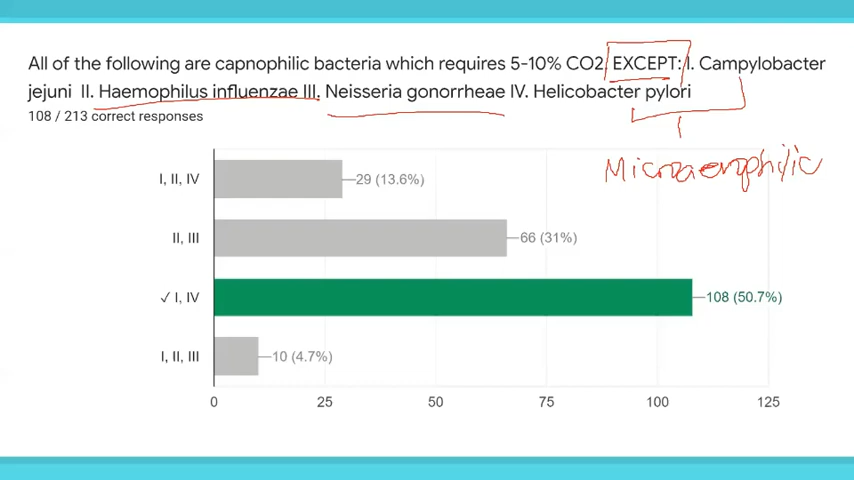 All of the following are capnophilic bacteria which requires 5-10% CO2 EXCEPT: I. Campylobacter
jejuni II. Haemophilus influenzae III. Neisseria gonorrheae IV. Helicobacter pylori
108 / 213 correct responses
Microaerophilic
I, II, IV
29 (13.6%)
II, III
66 (31%)
✓ I, IV
108 (50.7%)
I, II, III
10 (4.7%)
0 25 50 75 100 125